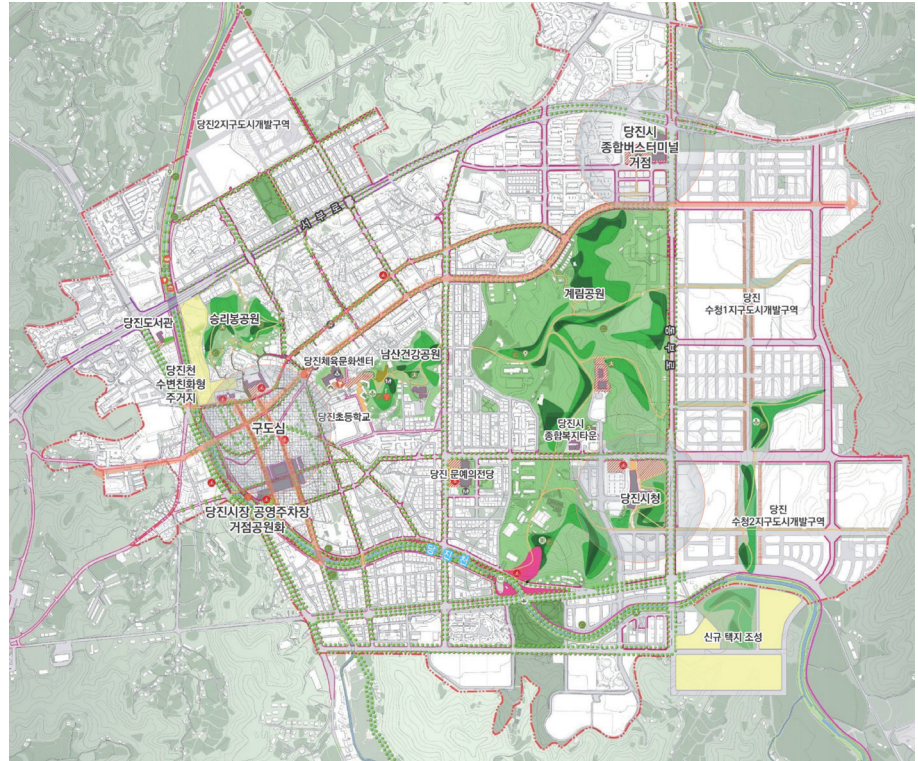 당진2지구도시개발구역
당진시
종합버스터미널
거점
서부로
계림공원
당진
수청1지구도시개발구역
동부로
승리봉공원
당진도서관
당진천
수변친화형
주거지
당진체육문화센터
남산건강공원
당진초등학교
구도심
당진시
종합복지타운
당진 문예의전당
당진시청
당진시장 공영주차장
거점공원화
당진
수청2지구도시개발구역
당진천
신규 택지 조성